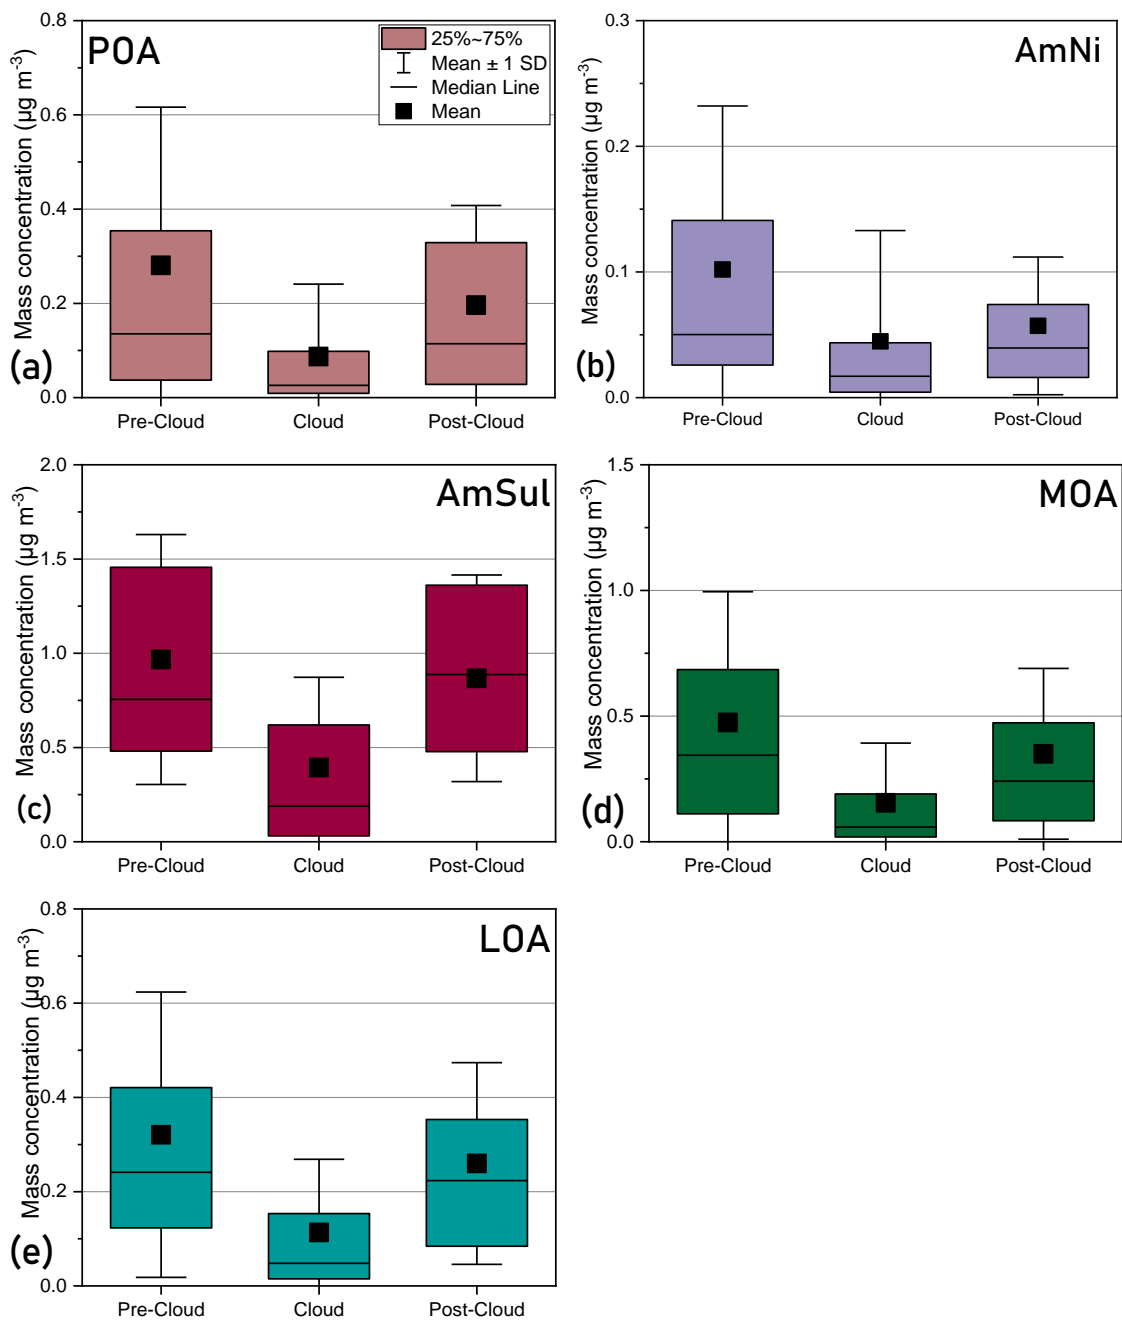 POA
25%~75%
Mean ± 1 SD
Median Line
Mean
Mass concentration (µg m-3)
0.8
0.6
0.4
0.2
0.0
(a)
Pre-Cloud
Cloud
Post-Cloud
AmNi
Mass concentration (µg m-3)
0.3
0.2
0.1
0.0
(b)
Pre-Cloud
Cloud
Post-Cloud
AmSul
Mass concentration (µg m-3)
2.0
1.5
1.0
0.5
0.0
(c)
Pre-Cloud
Cloud
Post-Cloud
MOA
Mass concentration (µg m-3)
1.5
1.0
0.5
0.0
(d)
Pre-Cloud
Cloud
Post-Cloud
LOA
Mass concentration (µg m-3)
0.8
0.6
0.4
0.2
0.0
(e)
Pre-Cloud
Cloud
Post-Cloud